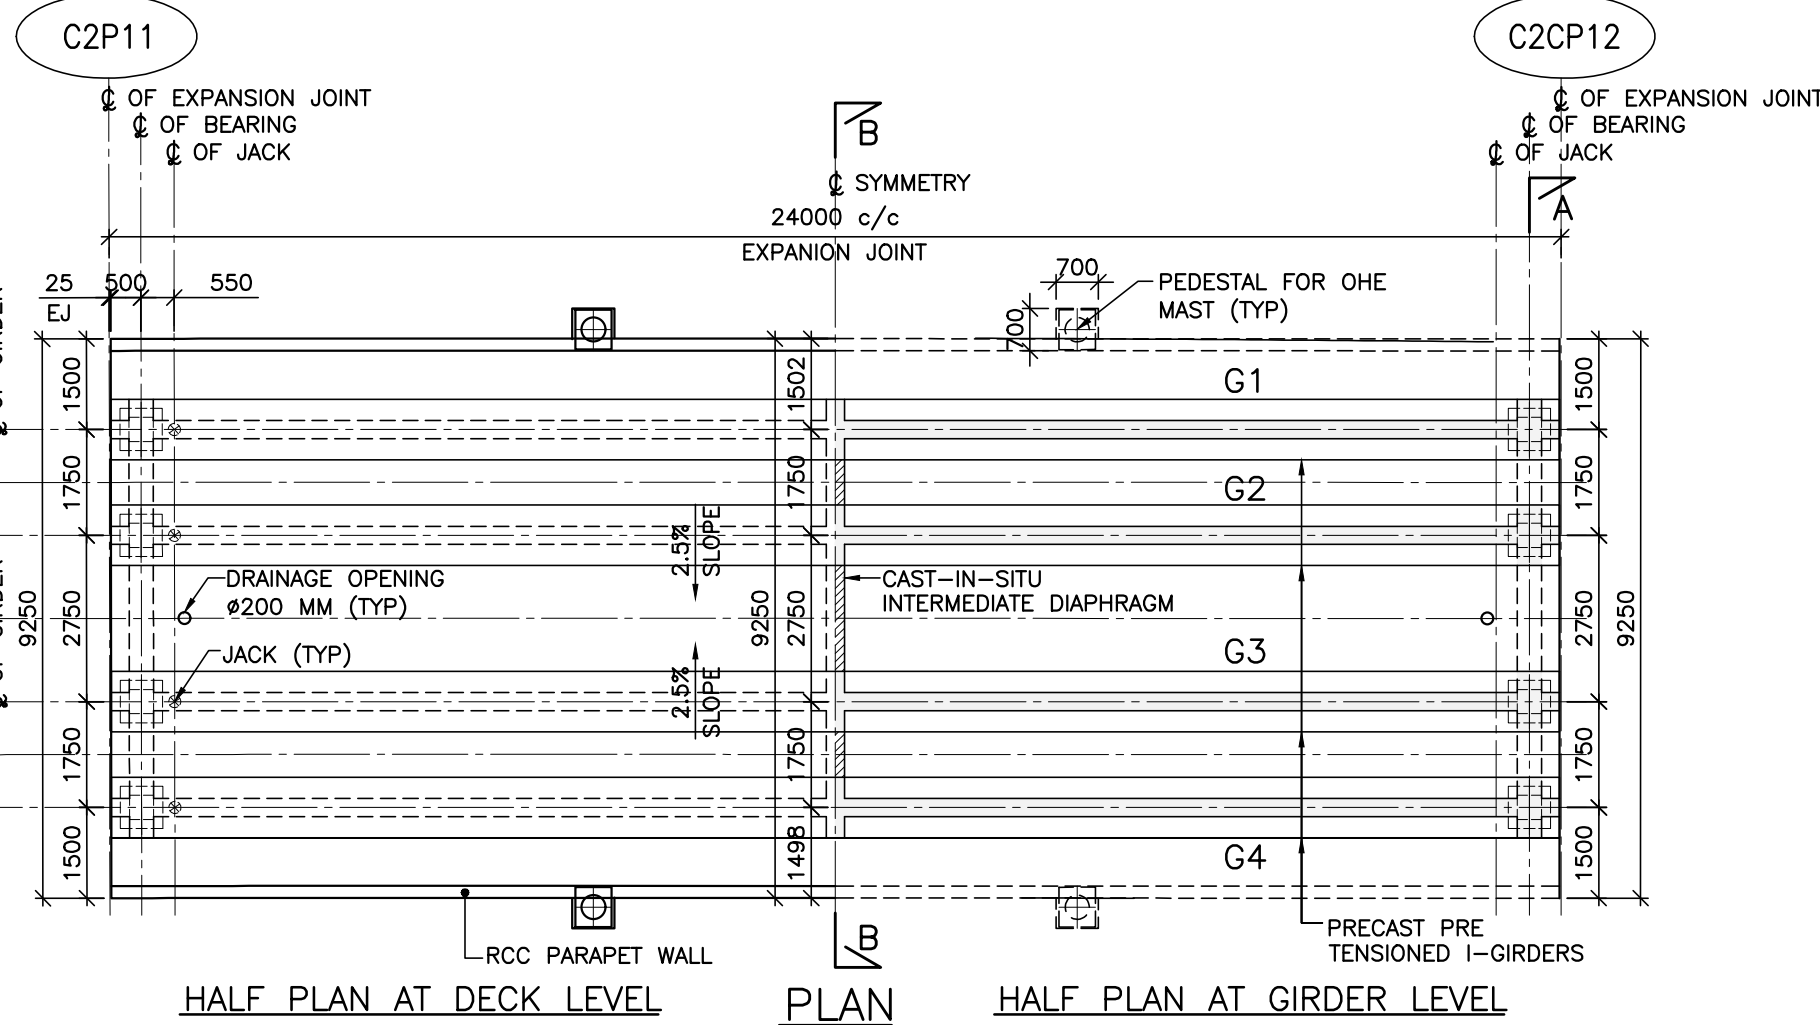 C2P11
C2CP12
℄ OF EXPANSION JOINT
℄ OF BEARING
℄ OF JACK
℄ OF EXPANSION JOINT
℄ OF BEARING
℄ OF JACK
B
A
℄ SYMMETRY
24000 c/c
EXPANION JOINT
25
EJ
500
550
700
700
PEDESTAL FOR OHE
MAST (TYP)
1500
1750
2750
1750
1500
9250
1502
1750
2750
1750
1498
9250
1500
1750
2750
1750
1500
9250
G1
G2
G3
G4
2.5%
SLOPE
2.5%
SLOPE
DRAINAGE OPENING
ø200 MM (TYP)
JACK (TYP)
CAST-IN-SITU
INTERMEDIATE DIAPHRAGM
RCC PARAPET WALL
B
PRECAST PRE
TENSIONED I-GIRDERS
HALF PLAN AT DECK LEVEL
PLAN
HALF PLAN AT GIRDER LEVEL